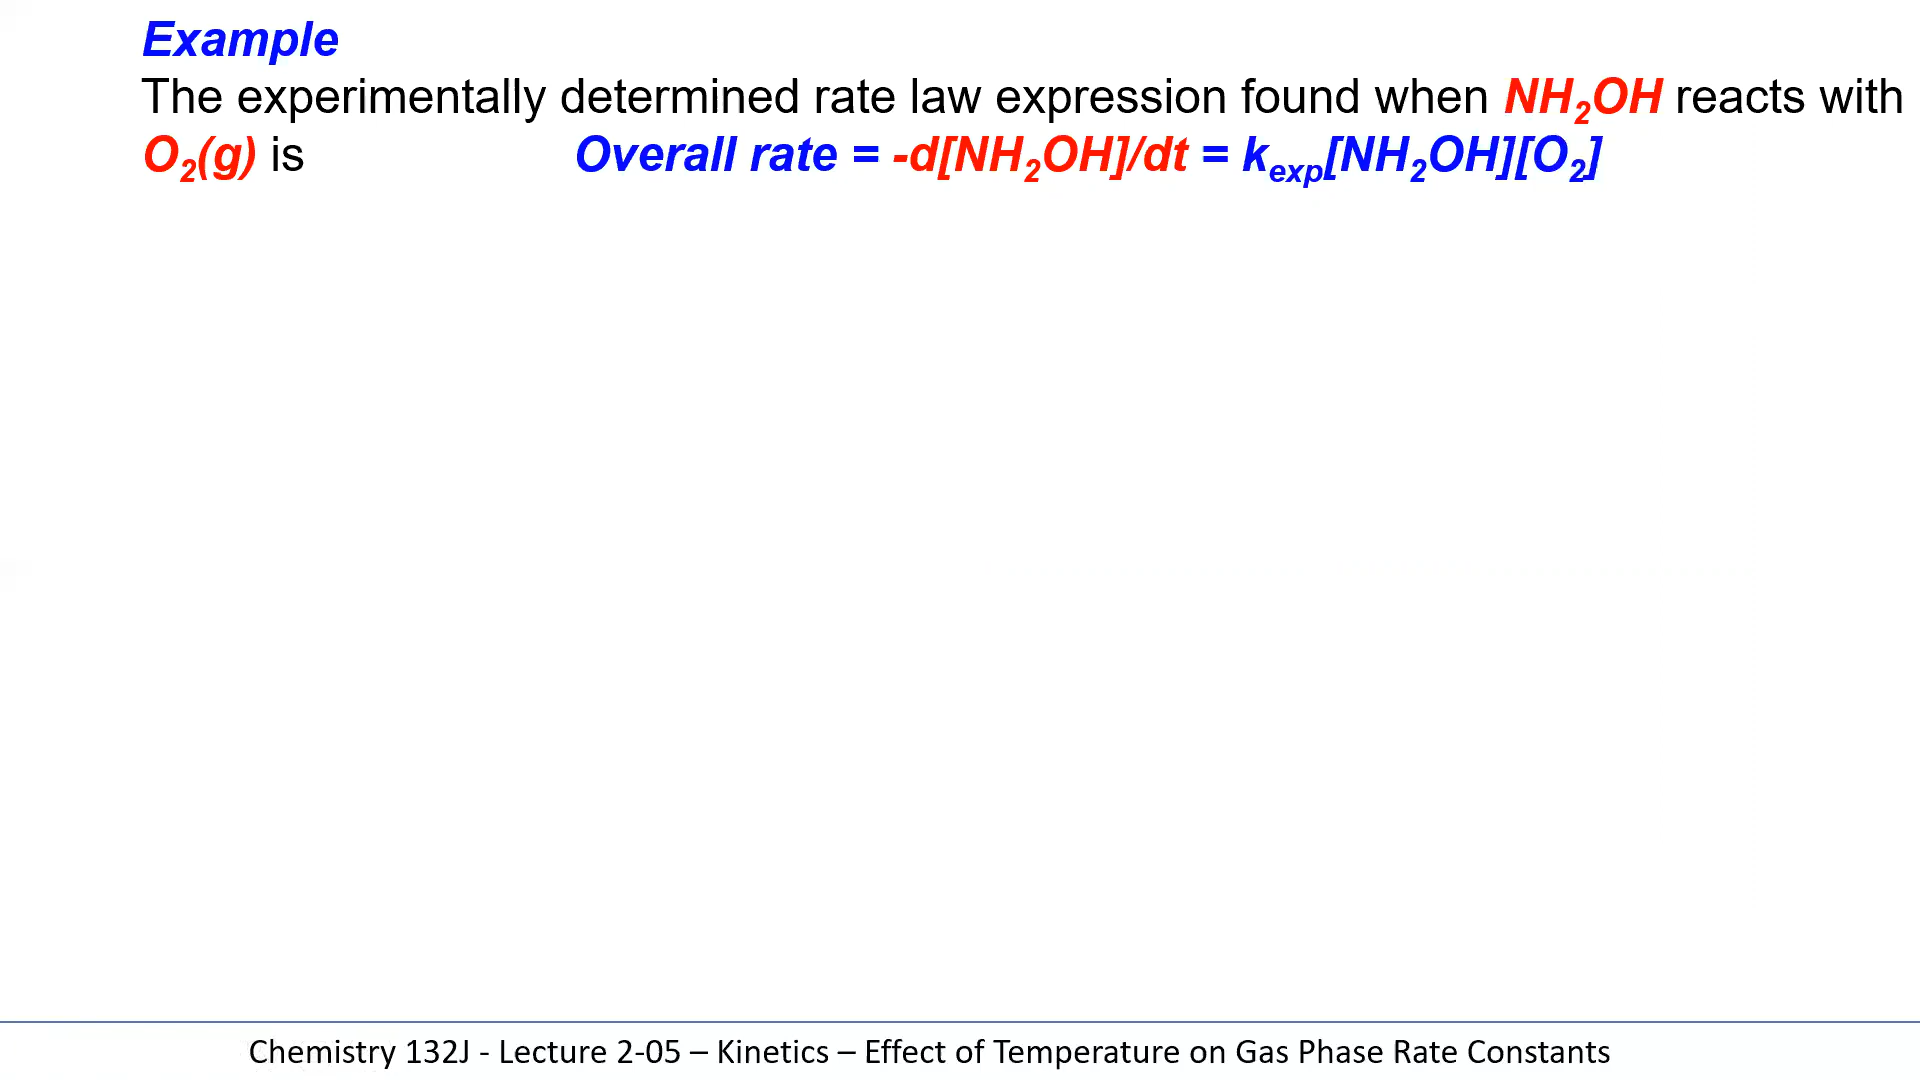 Example
The experimentally determined rate law expression found when NH₂OH reacts with
O₂(g) is Overall rate = -d[NH₂OH]/dt = kₑₓₚ[NH₂OH][O₂]
Chemistry 132J - Lecture 2-05 – Kinetics – Effect of Temperature on Gas Phase Rate Constants